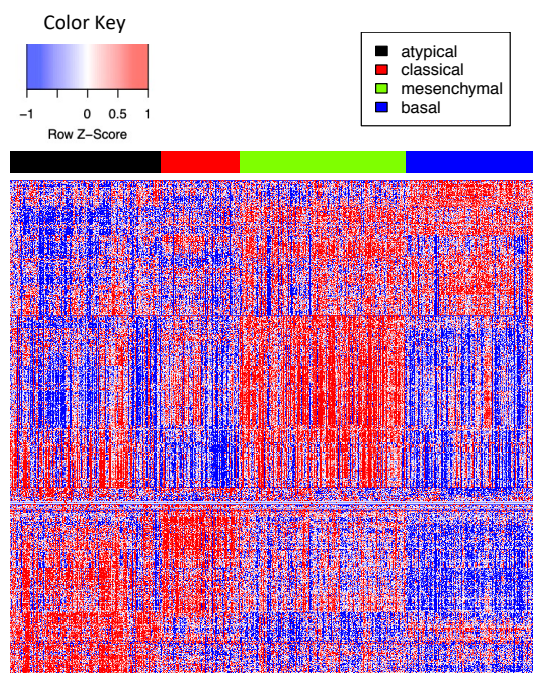 Color Key
−1 0 0.5 1
Row Z−Score
atypical
classical
mesenchymal
basal